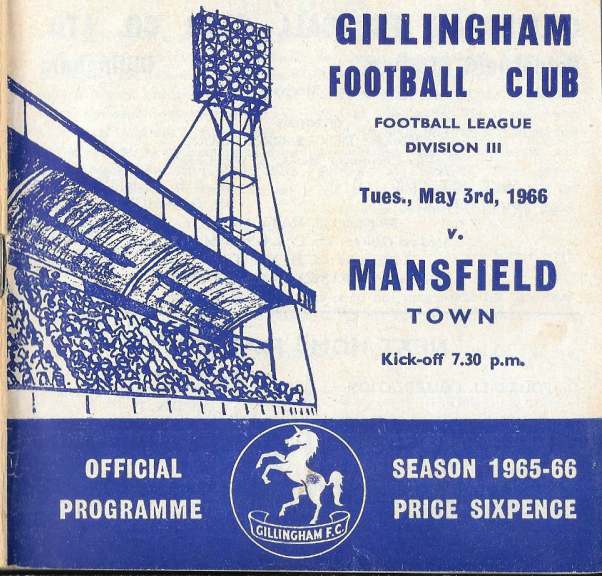 GILLINGHAM
FOOTBALL CLUB
FOOTBALL LEAGUE
DIVISION III
Tues., May 3rd, 1966
v.
MANSFIELD
TOWN
Kick-off 7.30 p.m.
OFFICIAL
PROGRAMME
GILLINGHAM F.C.
SEASON 1965-66
PRICE SIXPENCE